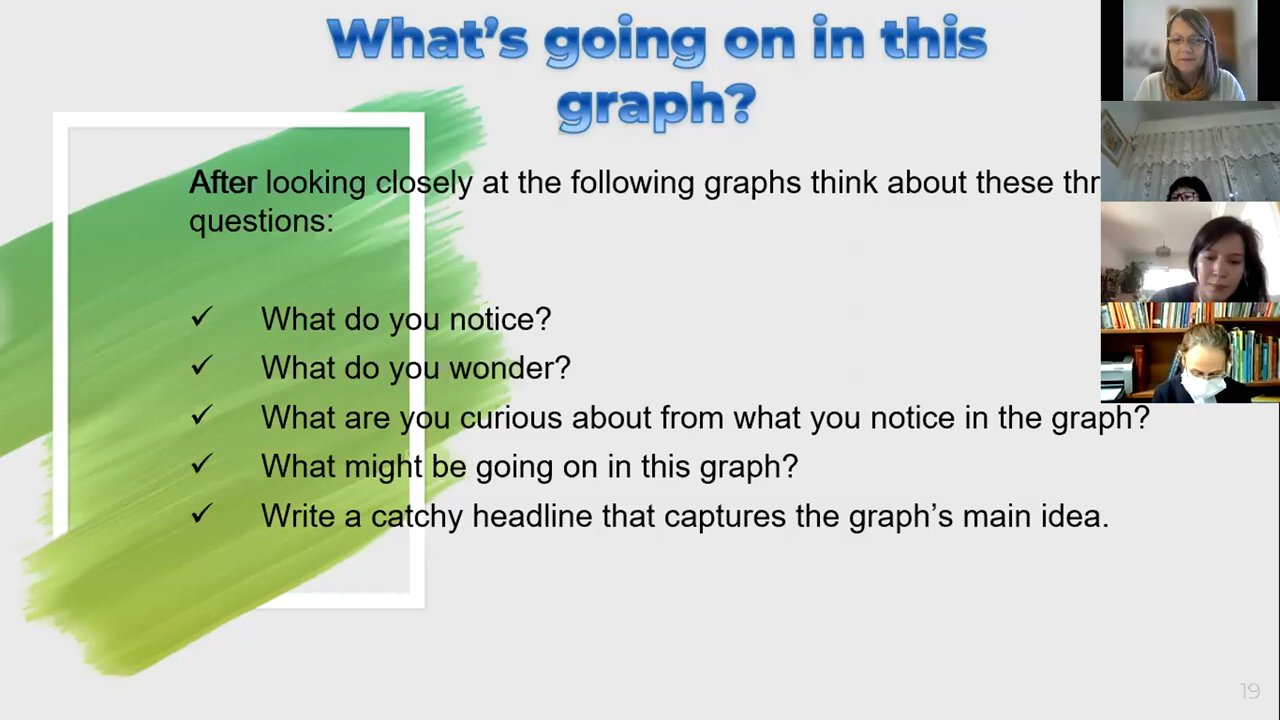 What's going on in this
graph?
After looking closely at the following graphs think about these thr
questions:
✓ What do you notice?
✓ What do you wonder?
✓ What are you curious about from what you notice in the graph?
✓ What might be going on in this graph?
✓ Write a catchy headline that captures the graph’s main idea.
19